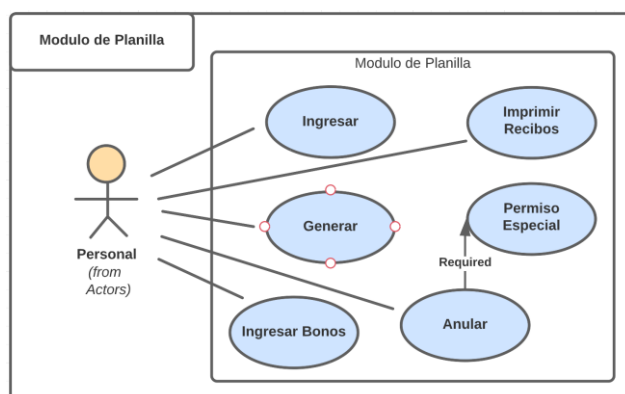 Modulo de Planilla
Modulo de Planilla
Ingresar
Imprimir
Recibos
Generar
Permiso
Especial
Personal
(from
Actors)
Required
Ingresar Bonos
Anular